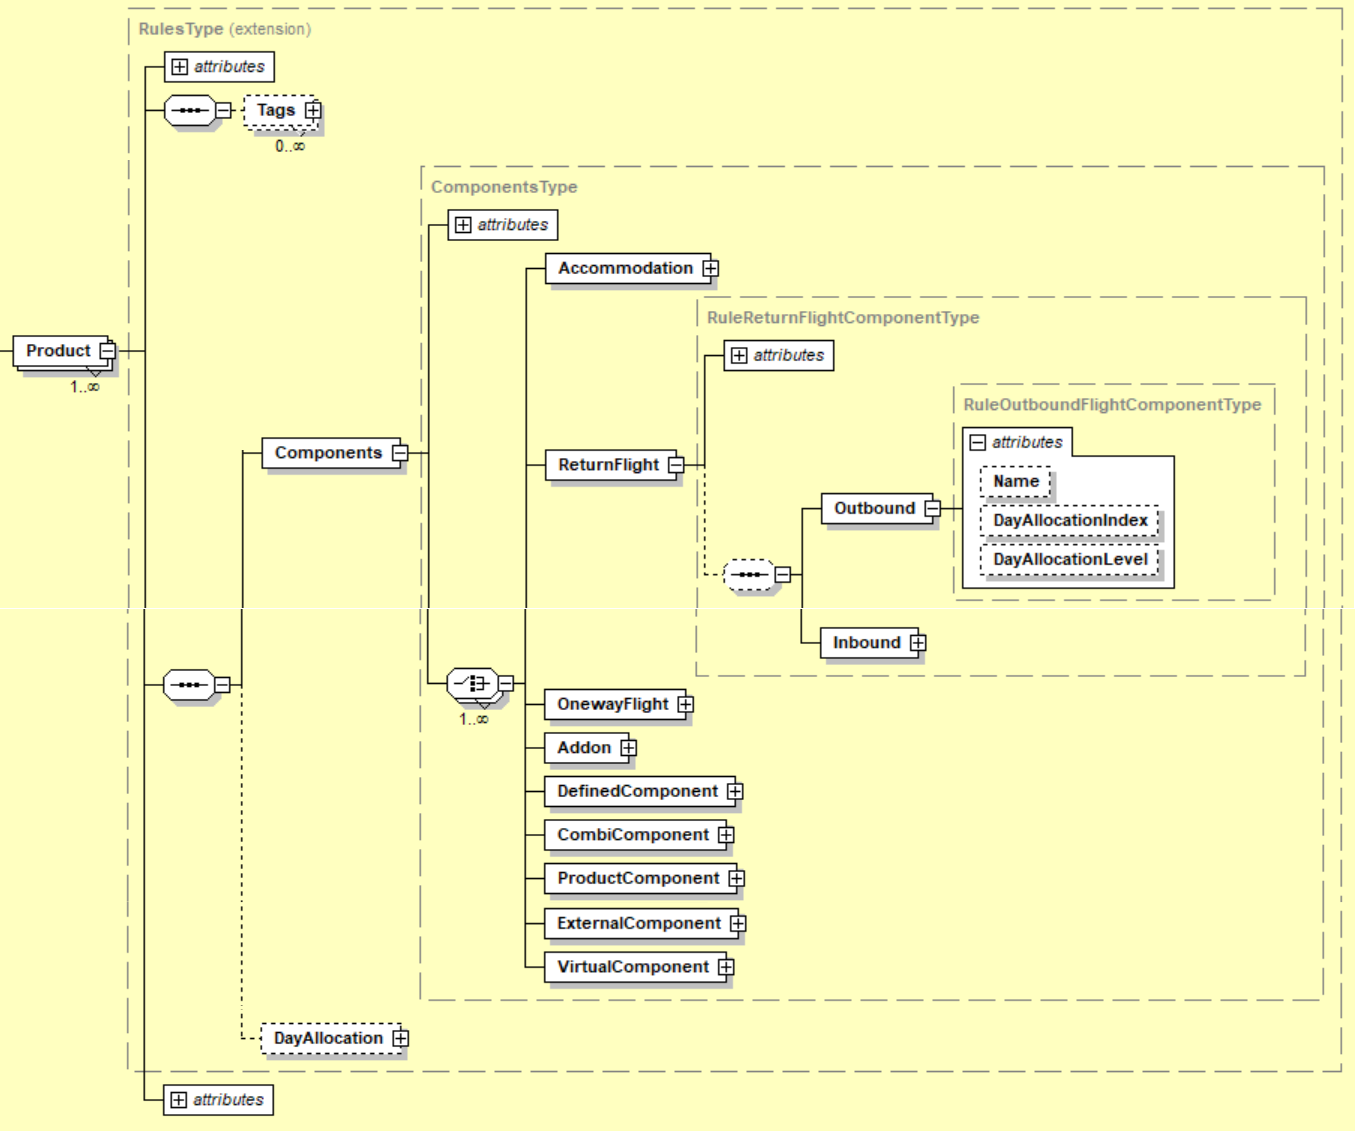 RulesType (extension)
attributes
Tags
0..∞
ComponentsType
attributes
Accommodation
RuleReturnFlightComponentType
Product
1..∞
attributes
RuleOutboundFlightComponentType
attributes
Components
ReturnFlight
Name
Outbound
DayAllocationIndex
DayAllocationLevel
Inbound
1..∞
OnewayFlight
Addon
DefinedComponent
CombiComponent
ProductComponent
ExternalComponent
VirtualComponent
DayAllocation
attributes